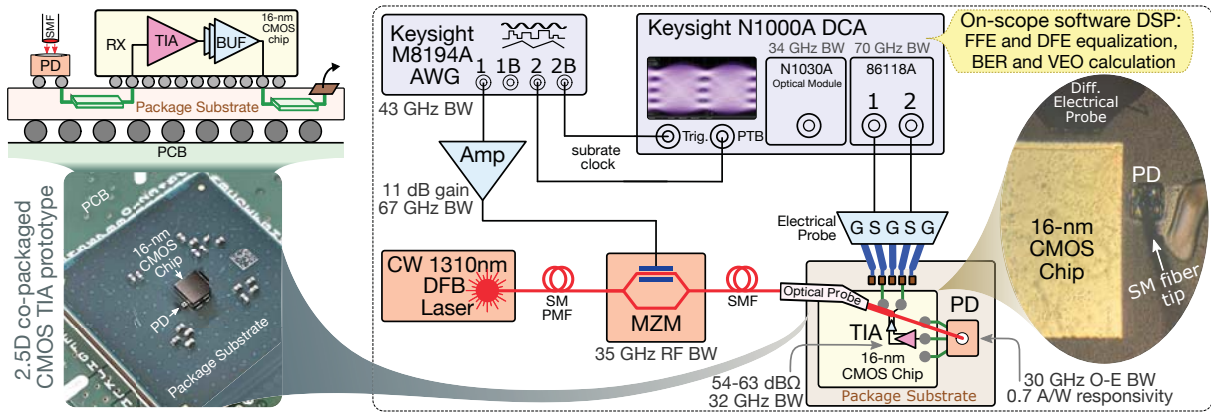 SMF
PD
RX
TIA
BUF
16-nm
CMOS
chip
Package Substrate
PCB
2.5D co-packaged
CMOS TIA prototype
PCB
16-nm
CMOS Chip
PD
Package Substrate
Keysight
M8194A
AWG
1 1B 2 2B
43 GHz BW
Amp
11 dB gain
67 GHz BW
subrate
clock
Keysight N1000A DCA
34 GHz BW
70 GHz BW
N1030A
Optical Module
86118A
1 2
Trig.
PTB
On-scope software DSP:
FFE and DFE equalization,
BER and VEO calculation
Electrical
Probe
G S G S G
CW 1310nm
DFB
Laser
SM
PMF
MZM
35 GHz RF BW
SMF
Optical Probe
PD
TIA
16-nm
CMOS Chip
Package Substrate
54-63 dBΩ
32 GHz BW
30 GHz O-E BW
0.7 A/W responsivity
Diff.
Electrical
Probe
PD
16-nm
CMOS
Chip
SM fiber
tip